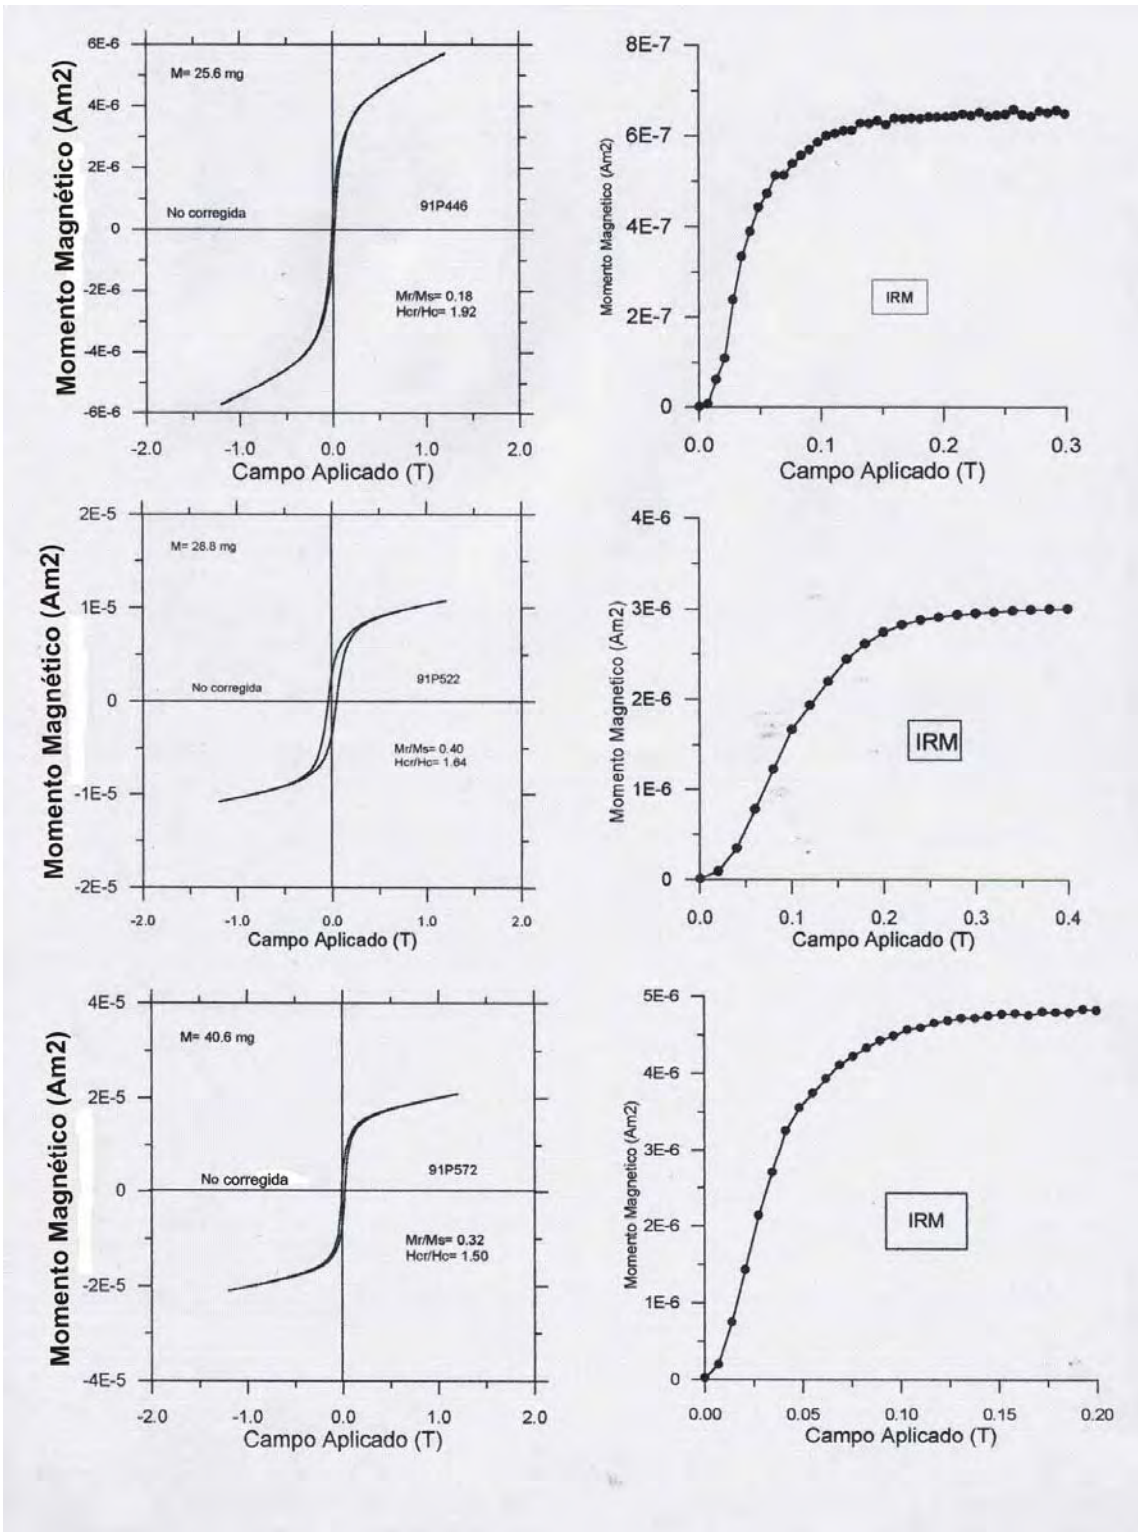 6E-6
4E-6
2E-6
0
-2E-6
-4E-6
-6E-6
-2.0
-1.0
0.0
1.0
2.0
Momento Magnético (Am2)
Campo Aplicado (T)
M= 25.6 mg
No corregida
91P446
Mr/Ms= 0.18
Hcr/Hc= 1.92
8E-7
6E-7
4E-7
2E-7
0
0.0
0.1
0.2
0.3
Momento Magnetico (Am2)
Campo Aplicado (T)
IRM
2E-5
1E-5
0
-1E-5
-2E-5
-2.0
-1.0
0.0
1.0
2.0
Momento Magnético (Am2)
Campo Aplicado (T)
M= 28.8 mg
No corregida
91P522
Mr/Ms= 0.40
Hcr/Hc= 1.64
4E-6
3E-6
2E-6
1E-6
0
0.0
0.1
0.2
0.3
0.4
Momento Magnetico (Am2)
Campo Aplicado (T)
IRM
4E-5
2E-5
0
-2E-5
-4E-5
-2.0
-1.0
0.0
1.0
2.0
Momento Magnético (Am2)
Campo Aplicado (T)
M= 40.6 mg
No corregida
91P572
Mr/Ms= 0.32
Hcr/Hc= 1.50
5E-6
4E-6
3E-6
2E-6
1E-6
0
0.00
0.05
0.10
0.15
0.20
Momento Magnetico (Am2)
Campo Aplicado (T)
IRM